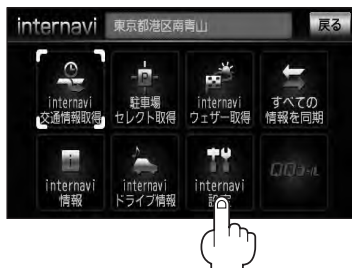 internavi 東京都港区南青山 戻る
internavi 駐車場 internavi すべての
交通情報取得 セレクト取得 ウェザー取得 情報を同期
internavi internavi internavi
情報 ドライブ情報 設定